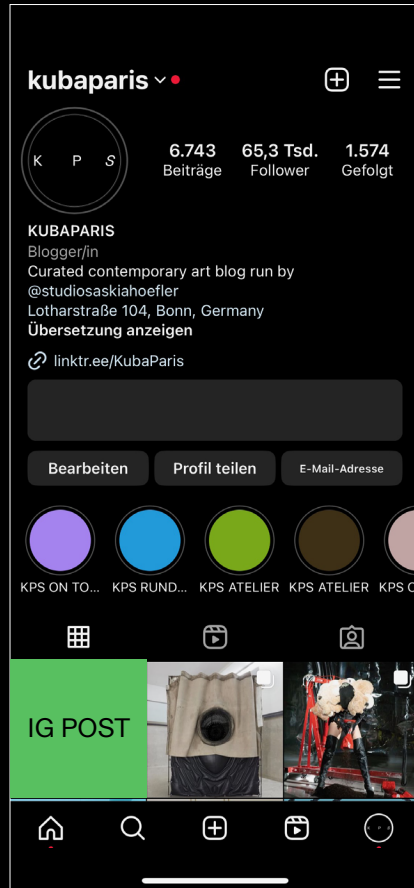 kubaparis
K P S
6.743 65,3 Tsd. 1.574
Beiträge Follower Gefolgt
KUBAPARIS
Blogger/in
Curated contemporary art blog run by
@studiosaskiahoefler
Lotharstraße 104, Bonn, Germany
Übersetzung anzeigen
linktr.ee/KubaParis
Bearbeiten Profil teilen E-Mail-Adresse
KPS ON TO... KPS RUND... KPS ATELIER KPS ATELIER KPS
IG POST
K P S